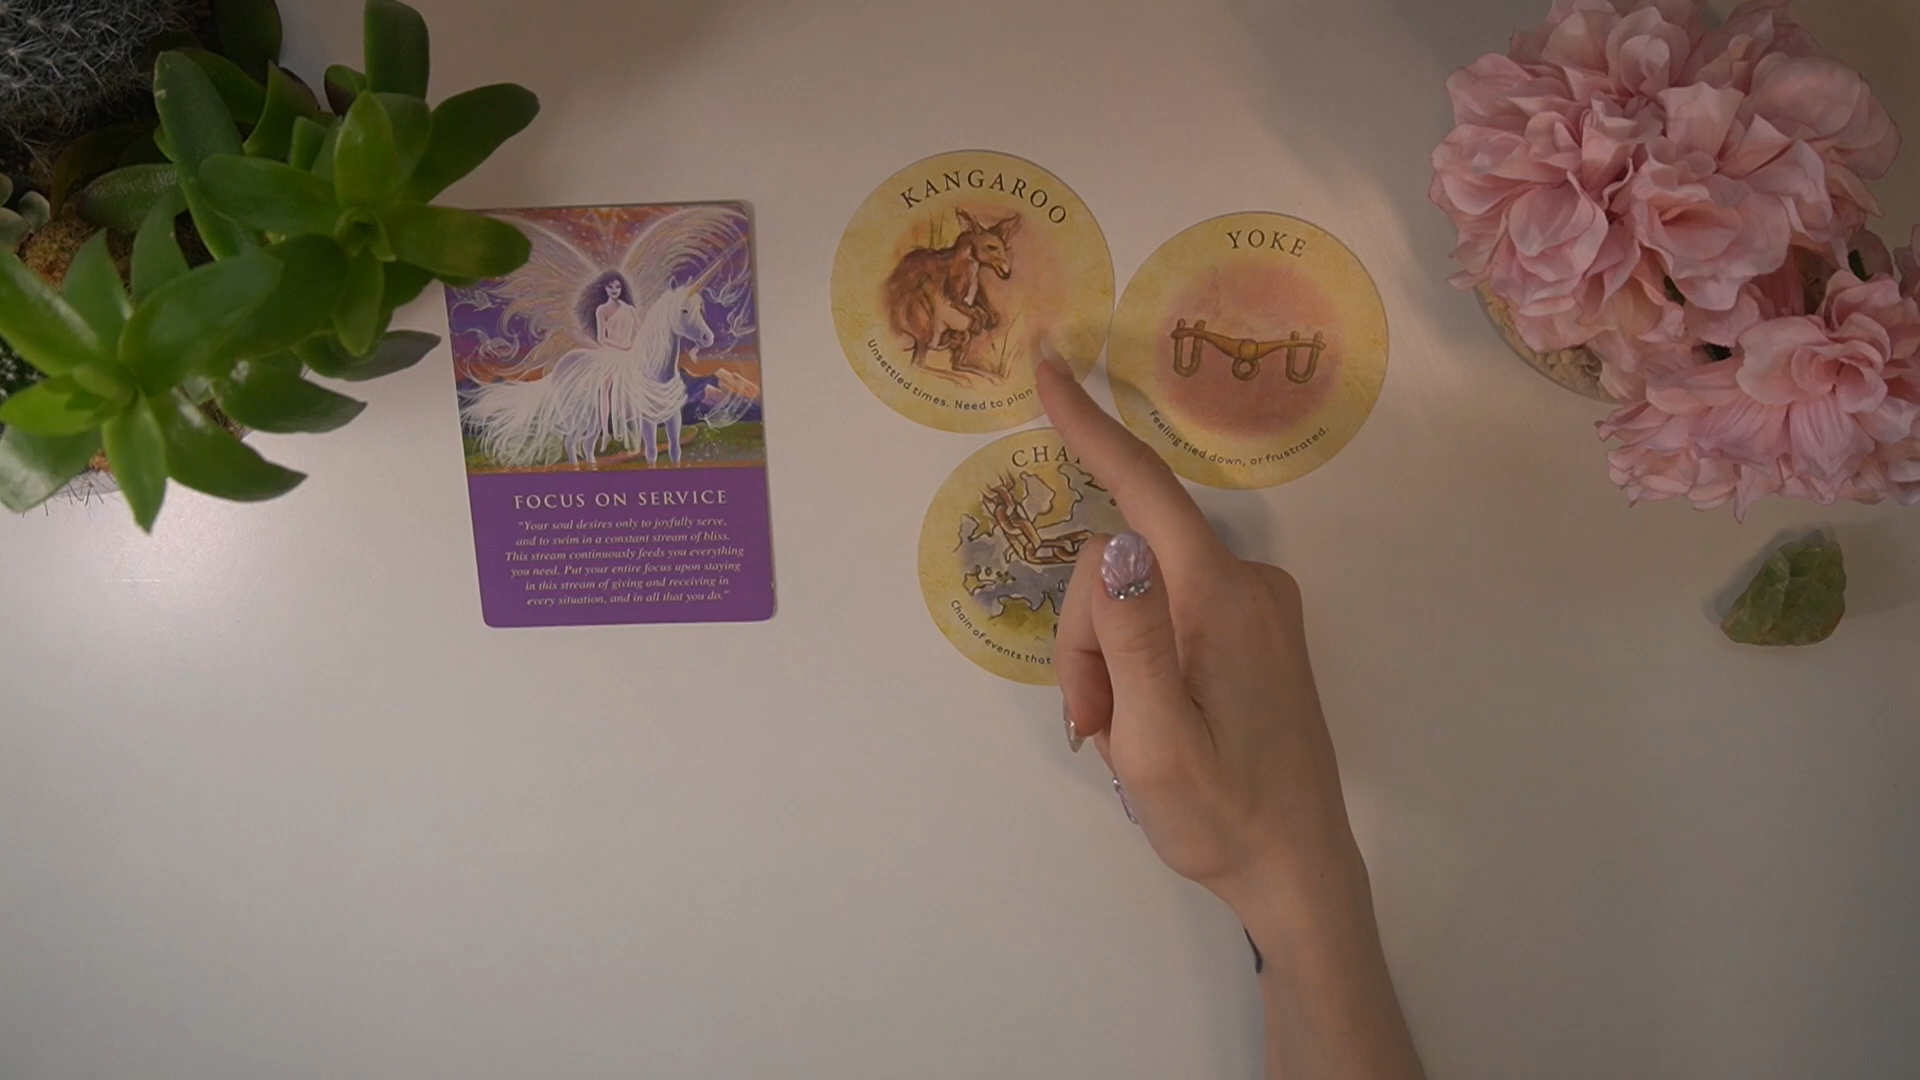 FOCUS ON SERVICE
"Your soul desires only to joyfully serve,
and to swim in a constant stream of bliss.
This stream continuously feeds you everything
you need. Put your entire focus upon staying
in this stream of giving and receiving in
every situation, and in all that you do."
KANGAROO
Unsettled times. Need to plan
YOKE
Feeling tied down, or frustrated.
Chain of events that